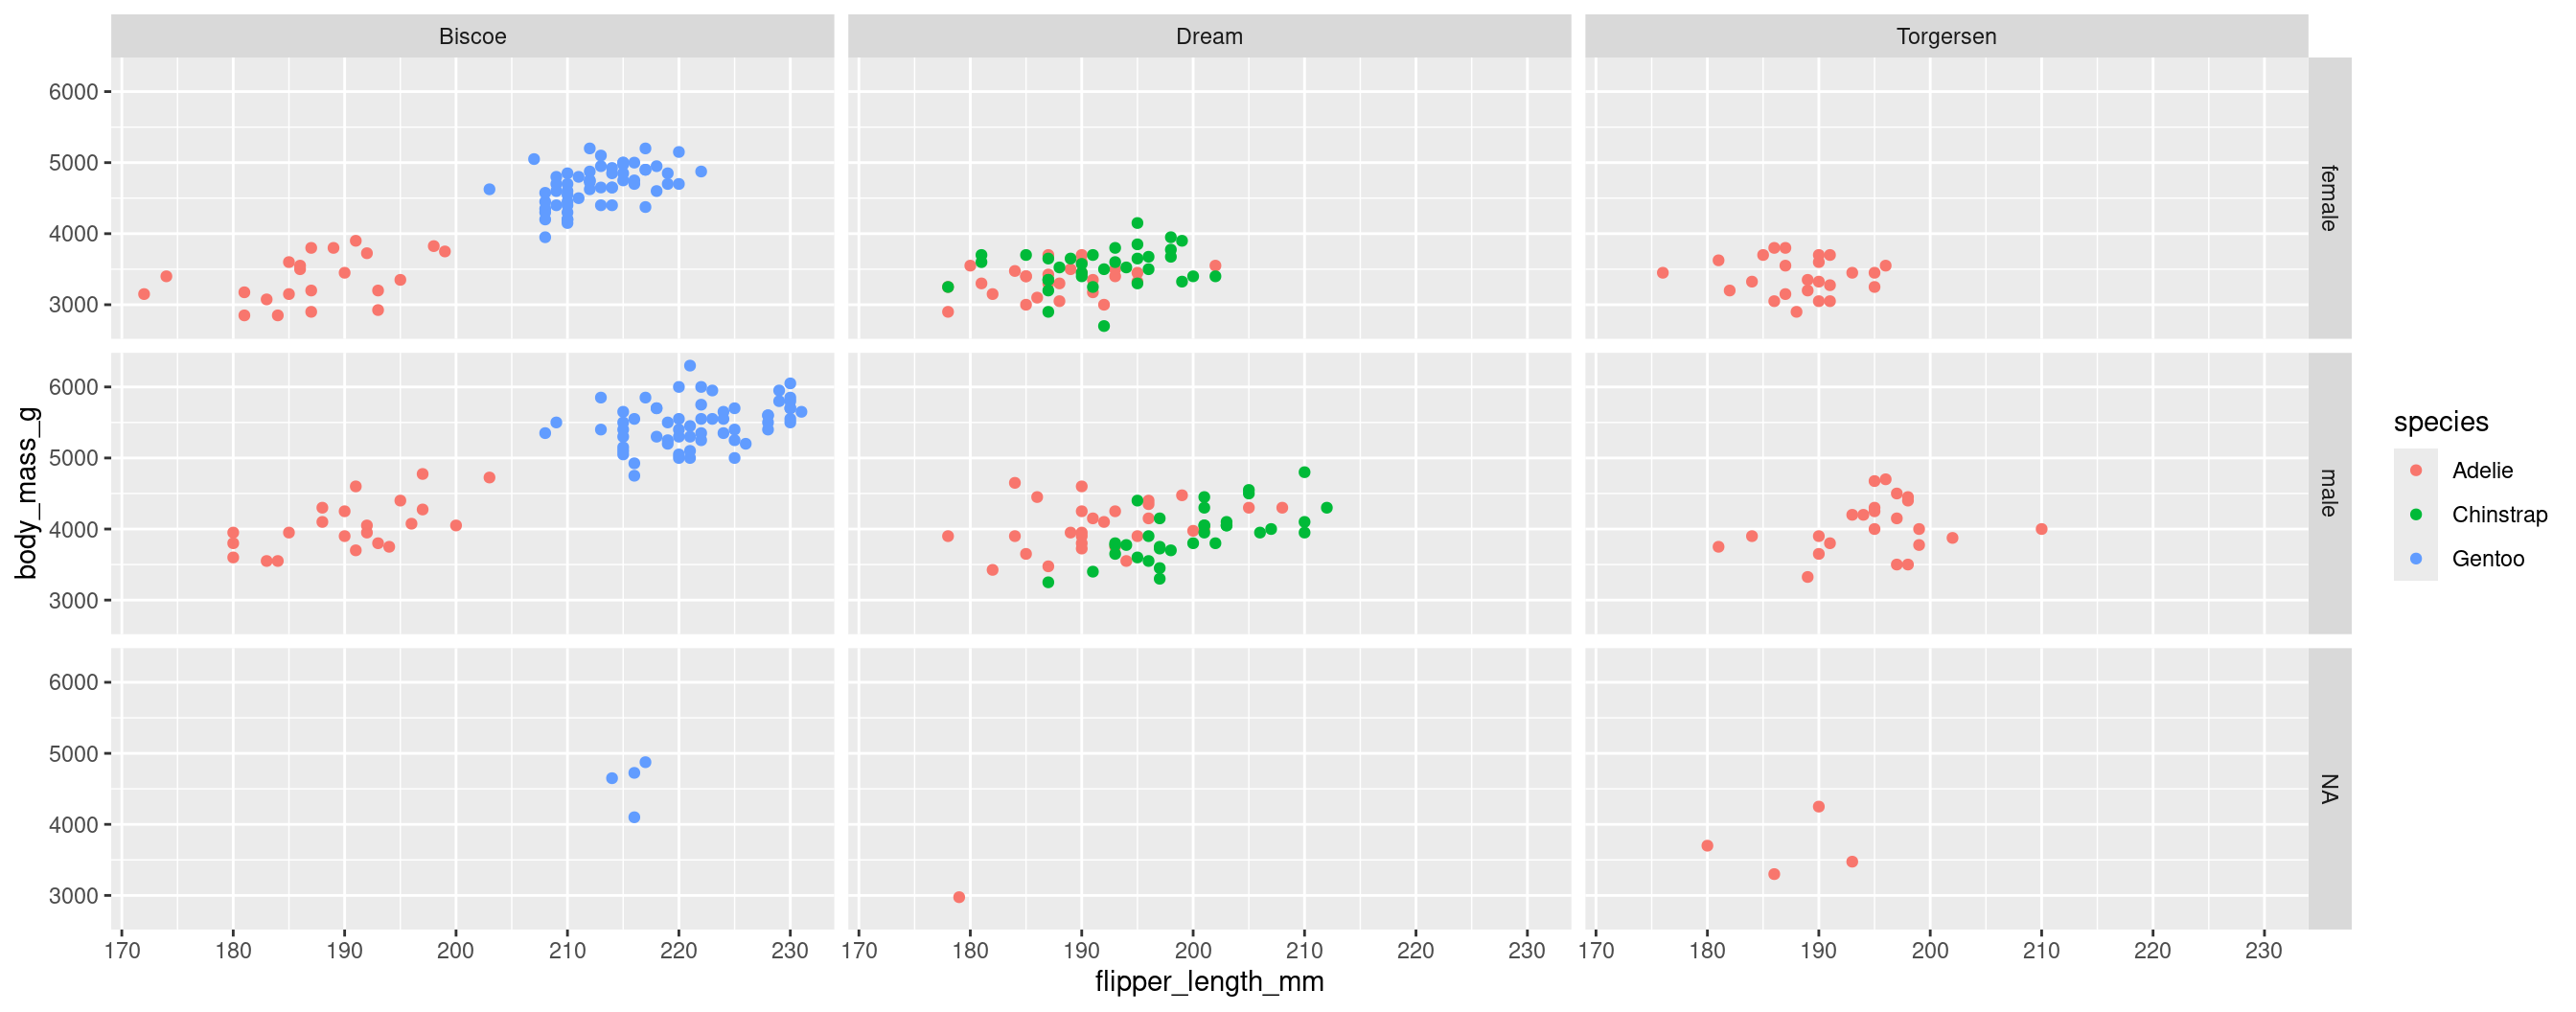 Biscoe
Dream
Torgersen
6000
5000
4000
3000
female
6000
5000
4000
3000
male
6000
5000
4000
3000
NA
body_mass_g
170 180 190 200 210 220 230
170 180 190 200 210 220 230
170 180 190 200 210 220 230
flipper_length_mm
species
Adelie
Chinstrap
Gentoo